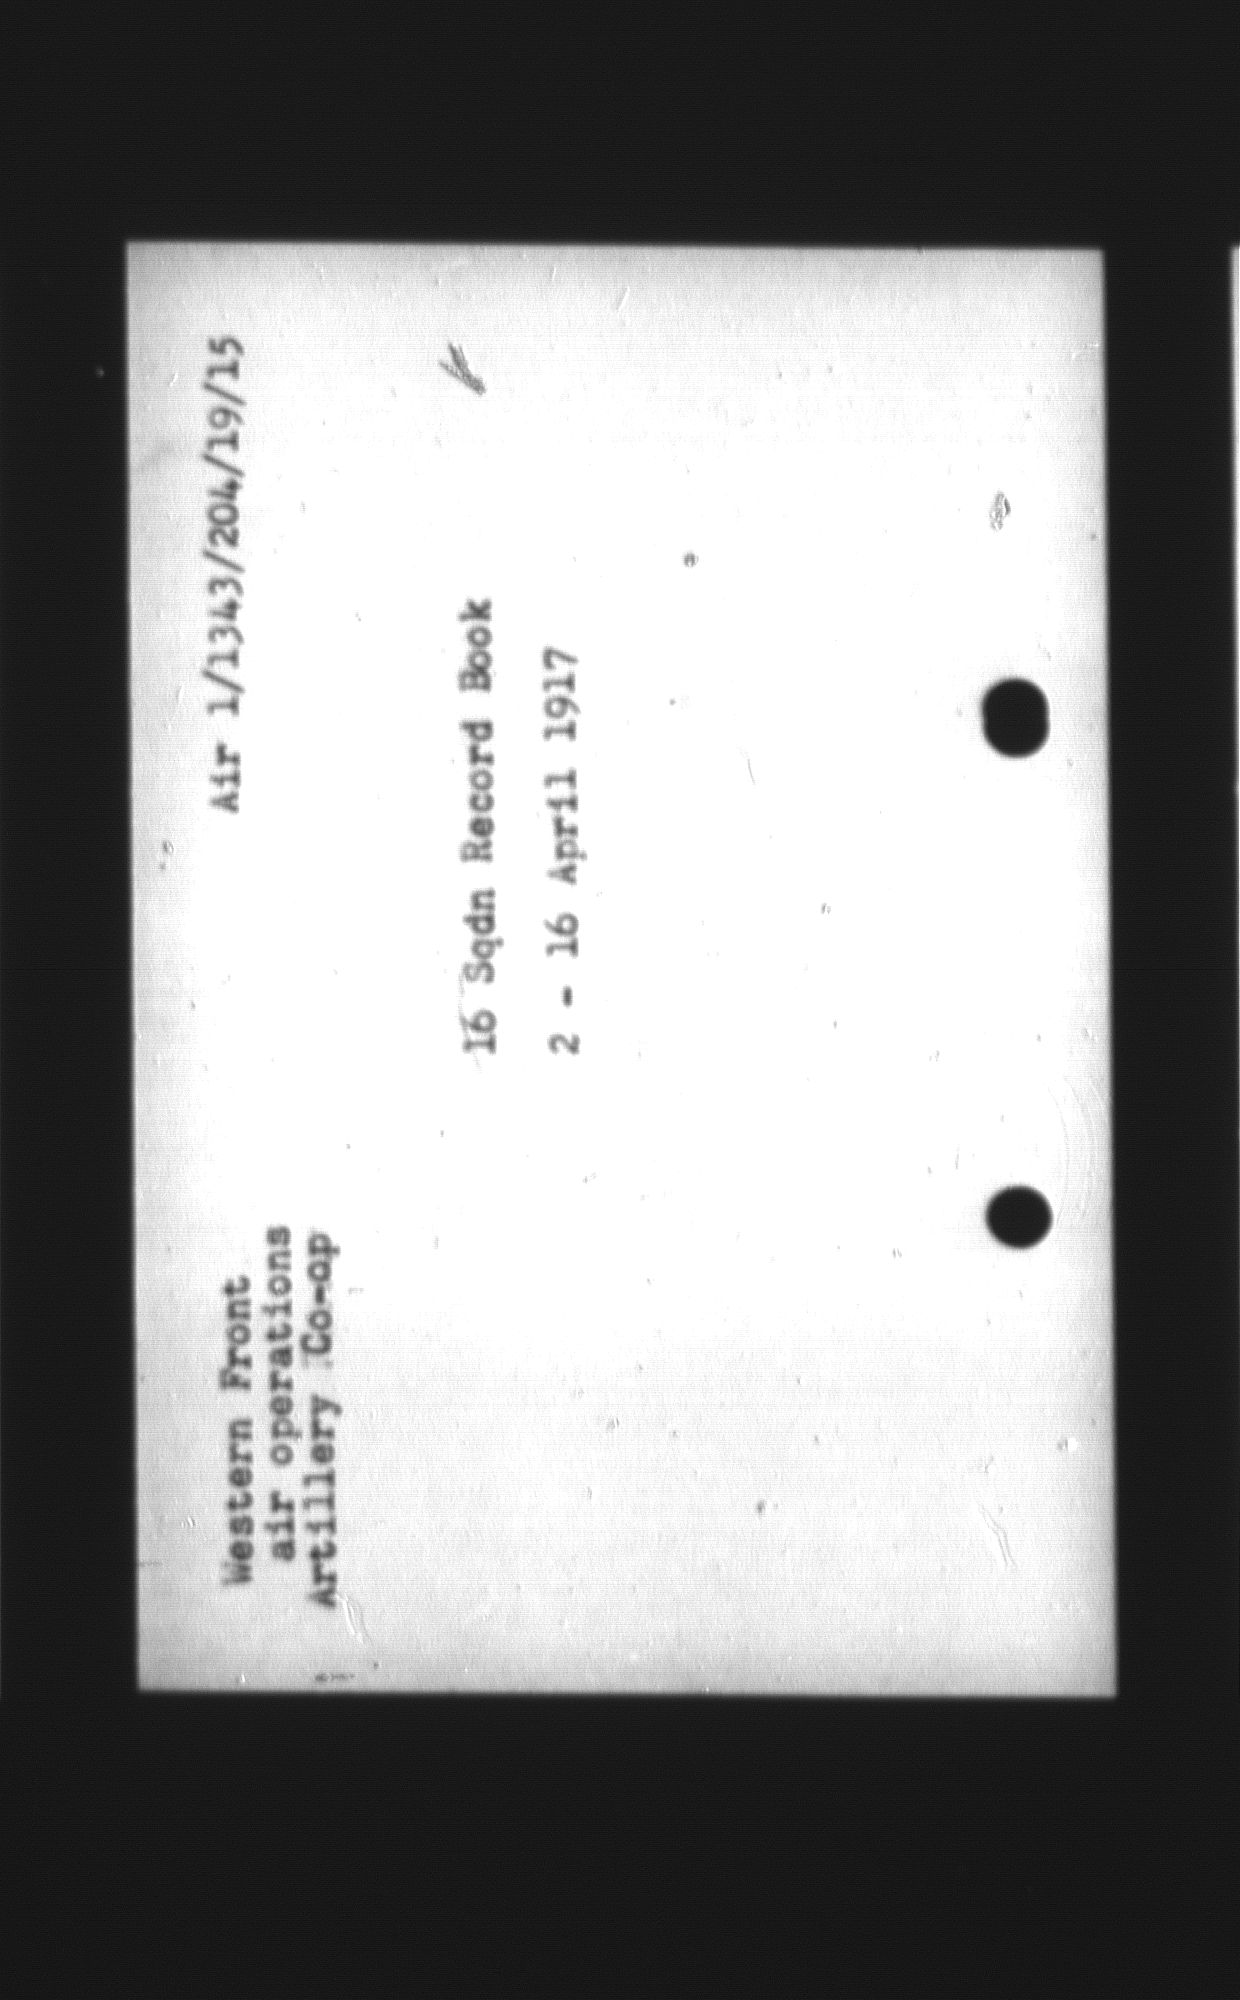 Western Front
air operations
Artillery Co-op
Air 1/1343/204/19/15
16 Sqdn Record Book
2 - 16 April 1917